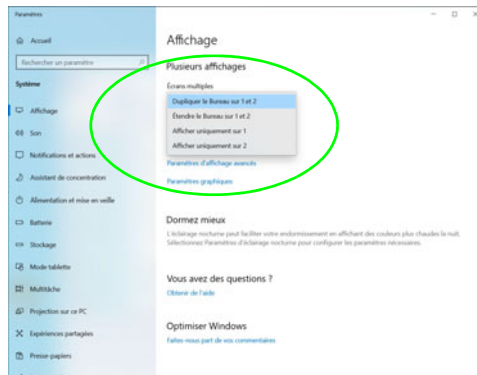 Paramètres
Accueil
Rechercher un paramètre
Système
Affichage
Son
Notifications et actions
Assistant de concentration
Alimentation et mise en veille
Batterie
Stockage
Mode tablette
Multitâche
Projection sur ce PC
Expériences partagées
Presse-papiers
Affichage
Plusieurs affichages
Écrans multiples
Dupliquer le Bureau sur 1 et 2
Étendre le Bureau sur 1 et 2
Afficher uniquement sur 1
Afficher uniquement sur 2
Paramètres d'affichage avancés
Paramètres graphiques
Dormez mieux
L'éclairage nocturne peut faciliter votre endormissement en affichant des couleurs plus chaudes la nuit.
Sélectionnez Paramètres d'éclairage nocturne pour configurer les paramètres nécessaires.
Vous avez des questions ?
Obtenir de l'aide
Optimiser Windows
Faites-nous part de vos commentaires